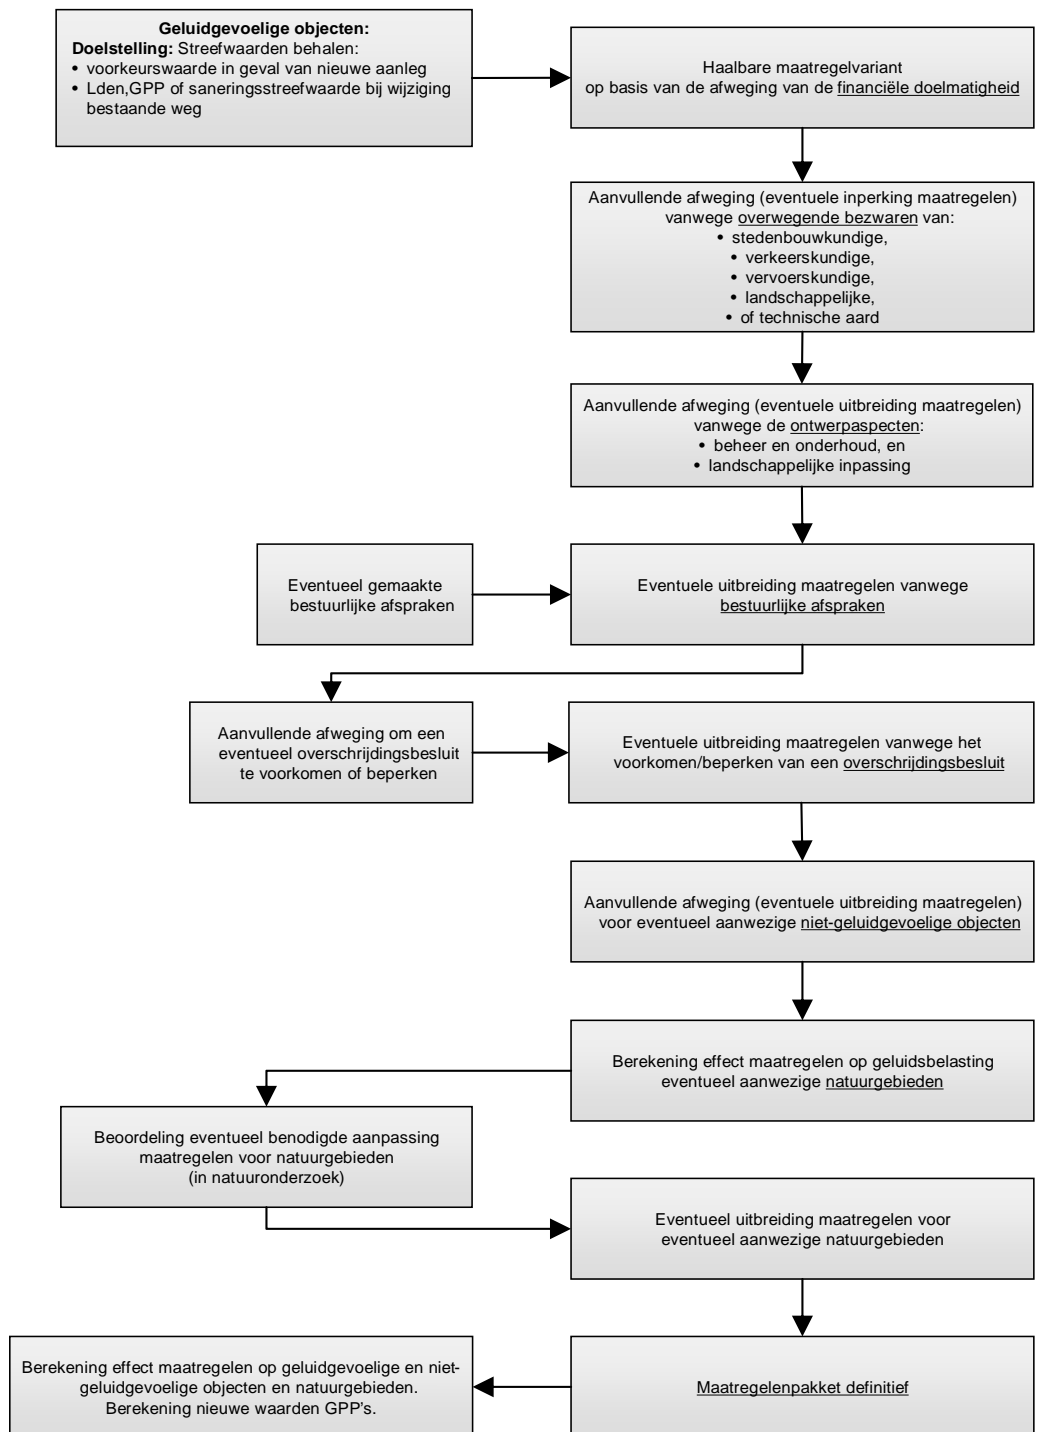 Geluidgevoelige objecten:
Doelstelling: Streefwaarden behalen:
• voorkeurswaarde in geval van nieuwe aanleg
• Lden,GPP of saneringsstreefwaarde bij wijziging
bestaande weg
Haalbare maatregelvariant
op basis van de afweging van de financiële doelmatigheid
Aanvullende afweging (eventuele inperking maatregelen)
vanwege overwegende bezwaren van:
• stedenbouwkundige,
• verkeerskundige,
• vervoerskundige,
• landschappelijke,
• of technische aard
Aanvullende afweging (eventuele uitbreiding maatregelen)
vanwege de ontwerpaspecten:
• beheer en onderhoud, en
• landschappelijke inpassing
Eventueel gemaakte
bestuurlijke afspraken
Eventuele uitbreiding maatregelen vanwege
bestuurlijke afspraken
Aanvullende afweging om een
eventueel overschrijdingsbesluit
te voorkomen of beperken
Eventuele uitbreiding maatregelen vanwege het
voorkomen/beperken van een overschrijdingsbesluit
Aanvullende afweging (eventuele uitbreiding maatregelen)
voor eventueel aanwezige niet-geluidgevoelige objecten
Berekening effect maatregelen op geluidsbelasting
eventueel aanwezige natuurgebieden
Beoordeling eventueel benodigde aanpassing
maatregelen voor natuurgebieden
(in natuuronderzoek)
Eventueel uitbreiding maatregelen voor
eventueel aanwezige natuurgebieden
Maatregelenpakket definitief
Berekening effect maatregelen op geluidgevoelige en niet-
geluidgevoelige objecten en natuurgebieden.
Berekening nieuwe waarden GPP's.